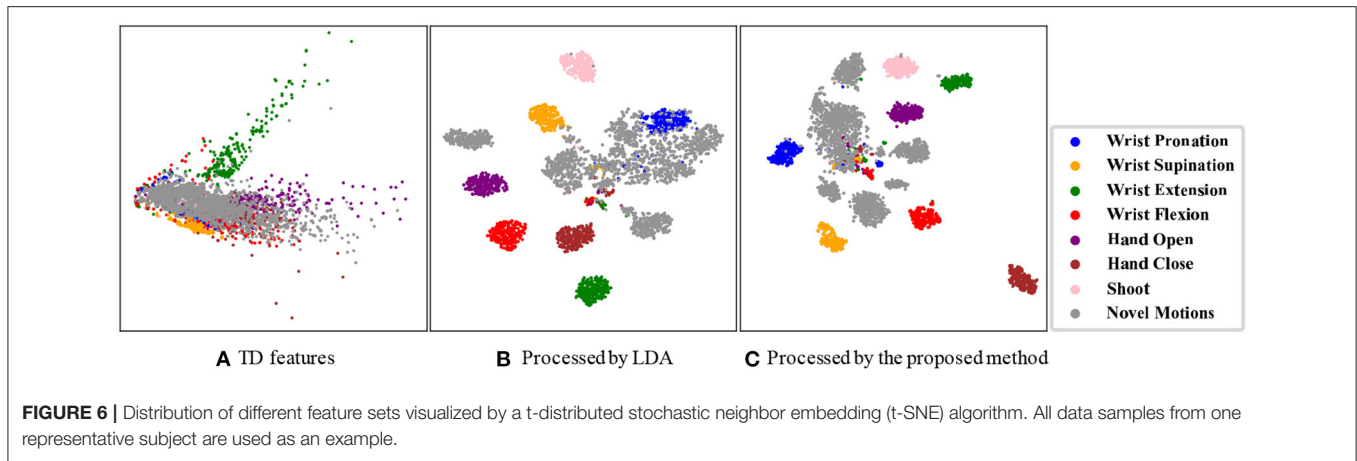 Wrist Pronation
Wrist Supination
Wrist Extension
Wrist Flexion
Hand Open
Hand Close
Shoot
Novel Motions
A TD features
B Processed by LDA
C Processed by the proposed method
FIGURE 6 | Distribution of different feature sets visualized by a t-distributed stochastic neighbor embedding (t-SNE) algorithm. All data samples from one
representative subject are used as an example.